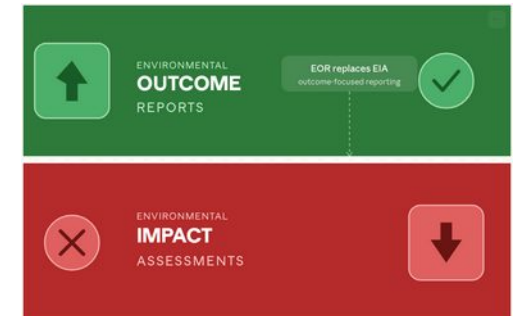 ENVIRONMENTAL
OUTCOME
REPORTS
EOR replaces EIA
outcome-focused reporting
ENVIRONMENTAL
IMPACT
ASSESSMENTS